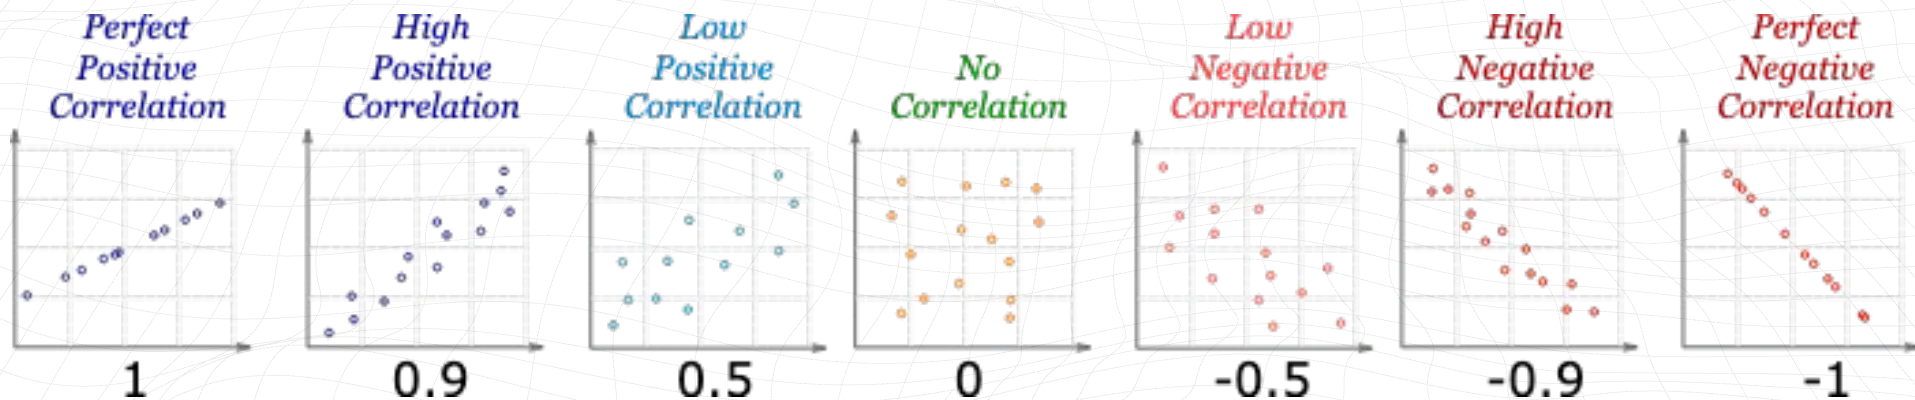 Perfect
Positive
Correlation
High
Positive
Correlation
Low
Positive
Correlation
No
Correlation
Low
Negative
Correlation
High
Negative
Correlation
Perfect
Negative
Correlation
1
0.9
0.5
0
-0.5
-0.9
-1